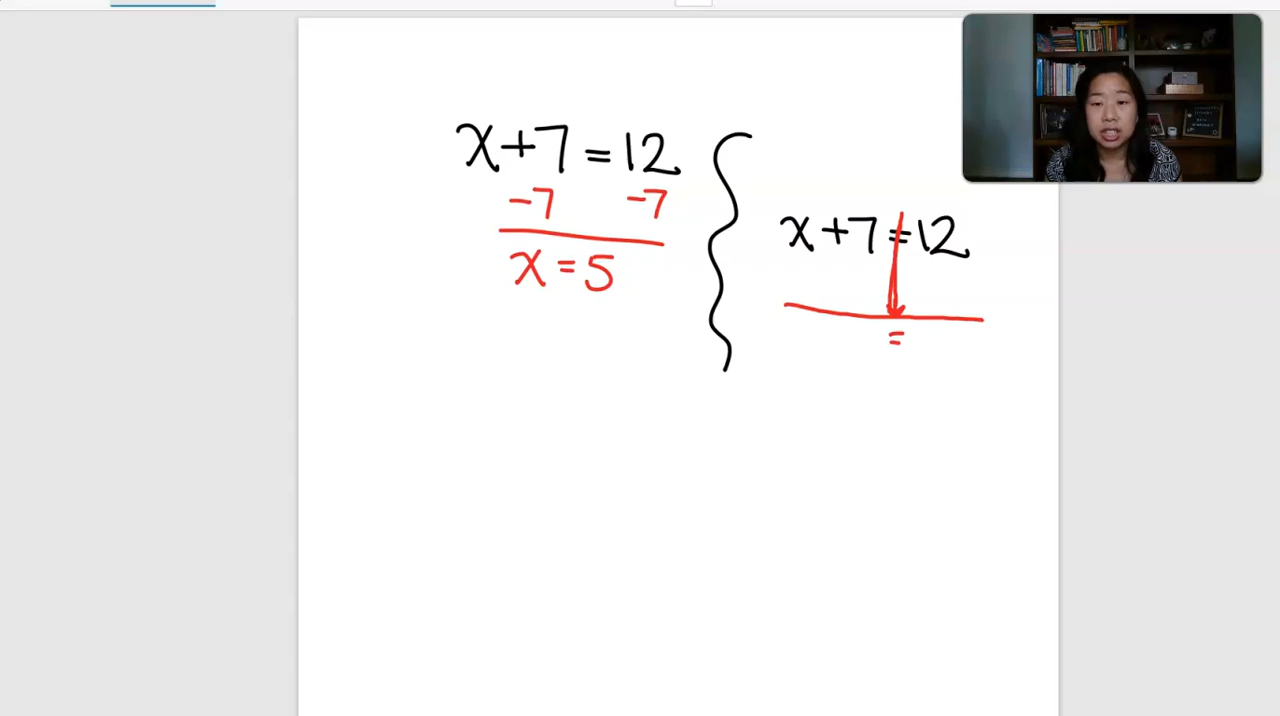 x+7=12
-7 -7
x=5
x+7=12
=